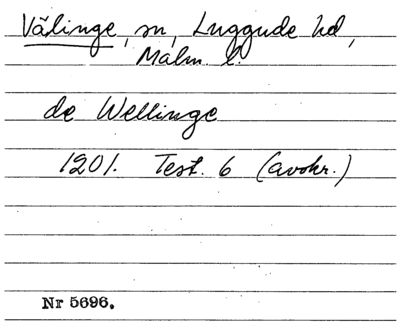 Välinge, sn, Luggude hd,
Malm. l.
de Wellinge
1201. Test. 6 (avskr.)
Nr 5696.